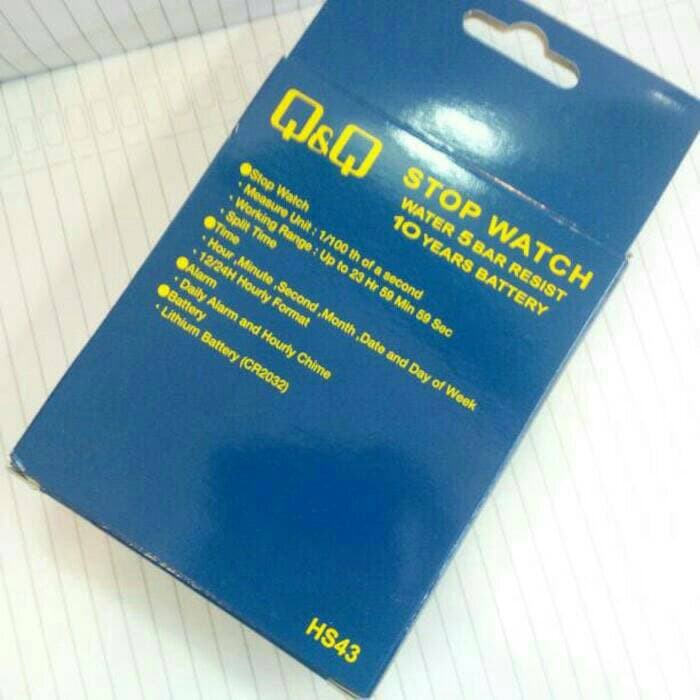 Q&Q
STOP WATCH
WATER 5 BAR RESIST
10 YEARS BATTERY
●Stop Watch
· Measure Unit : 1/100 th of a second
· Working Range : Up to 23 Hr 59 Min 59 Sec
· Split Time
●Time
· Hour ,Minute ,Second ,Month ,Date and Day of Week
· 12/24H Hourly Format
●Alarm
· Daily Alarm and Hourly Chime
●Battery
· Lithium Battery (CR2032)
HS43